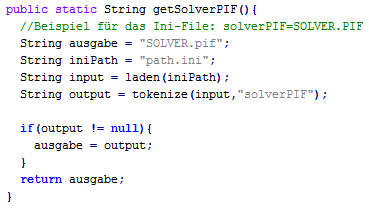 public static String getSolverPIF(){
  //Beispiel für das Ini-File: solverPIF=SOLVER.PIF
  String ausgabe = "SOLVER.pif";
  String iniPath = "path.ini";
  String input = laden(iniPath);
  String output = tokenize(input,"solverPIF");

  if(output != null){
    ausgabe = output;
  }
  return ausgabe;
}